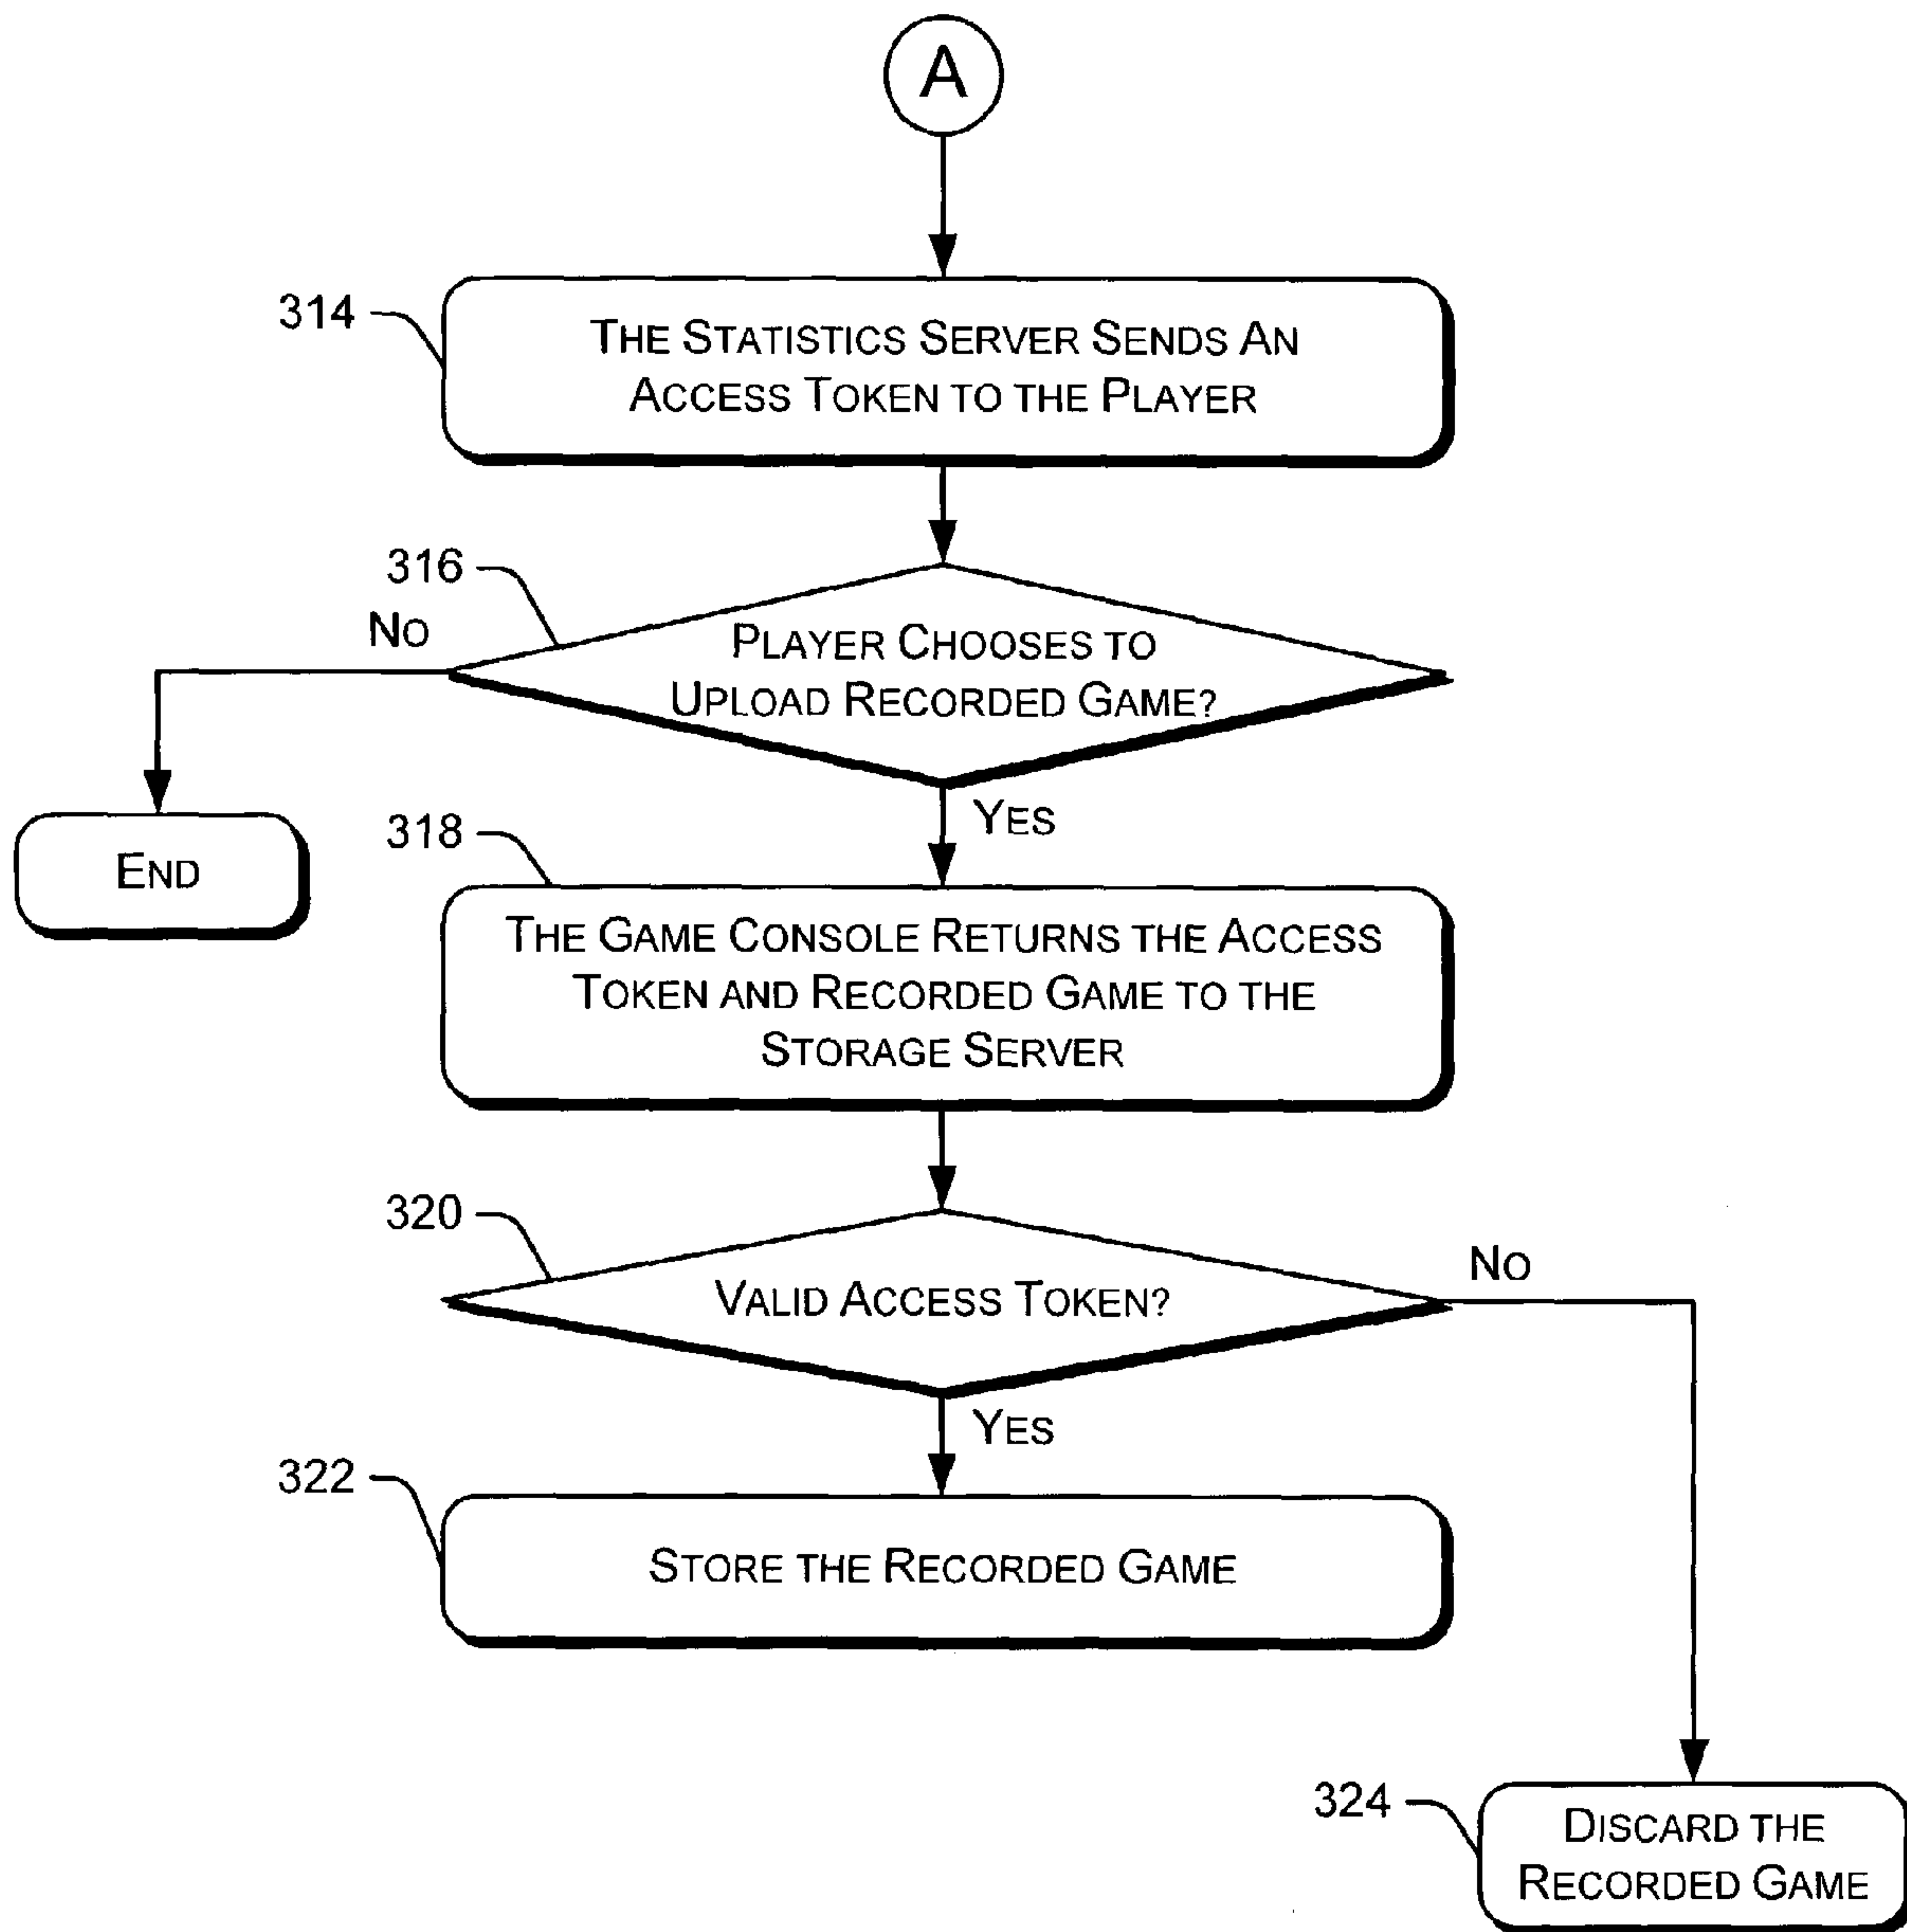 A
314
THE STATISTICS SERVER SENDS AN
ACCESS TOKEN TO THE PLAYER
316
NO
PLAYER CHOOSES TO
UPLOAD RECORDED GAME?
YES
END
318
THE GAME CONSOLE RETURNS THE ACCESS
TOKEN AND RECORDED GAME TO THE
STORAGE SERVER
320
NO
VALID ACCESS TOKEN?
YES
322
STORE THE RECORDED GAME
324
DISCARD THE
RECORDED GAME